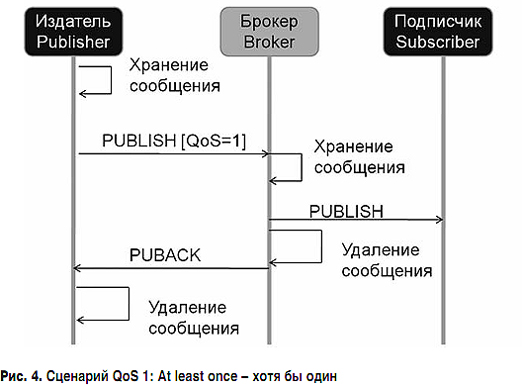 Издатель
Publisher
Брокер
Broker
Подписчик
Subscriber
Хранение
сообщения
PUBLISH [QoS=1]
Хранение
сообщения
PUBLISH
Удаление
сообщения
PUBACK
Удаление
сообщения
Рис. 4. Сценарий QoS 1: At least once – хотя бы один